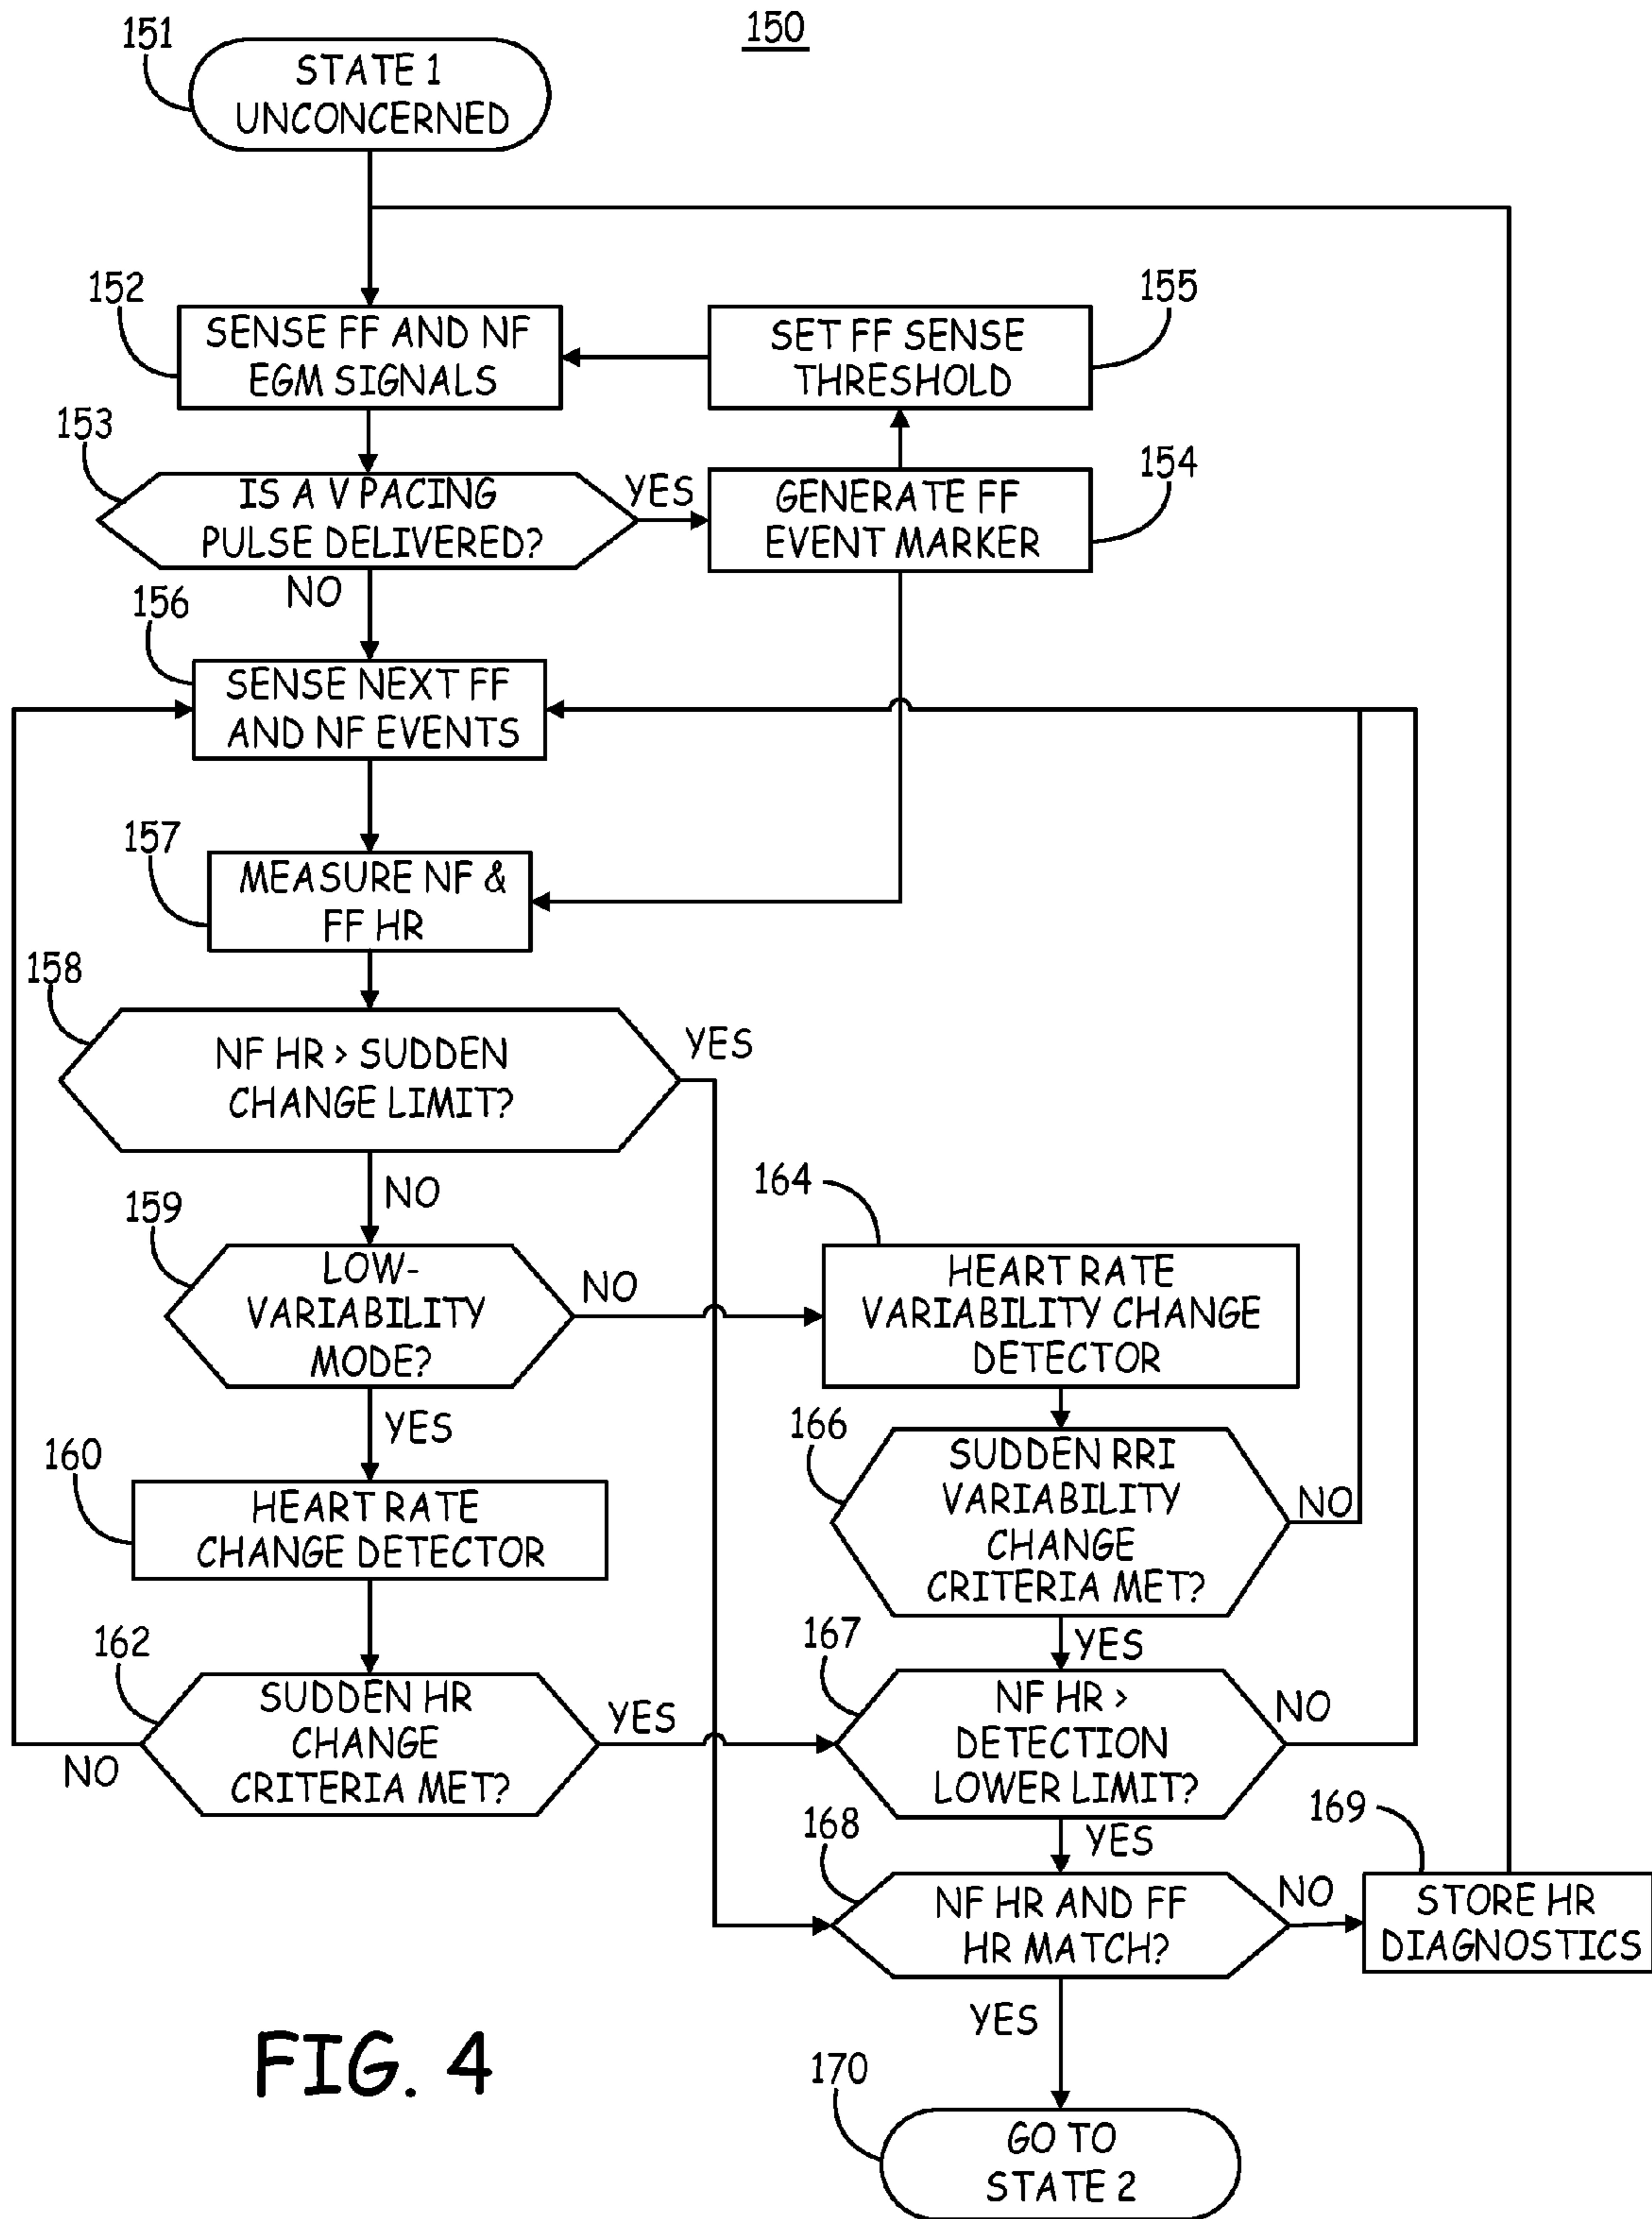 150
151
STATE 1
UNCONCERNED
152
SENSE FF AND NF
EGM SIGNALS
155
SET FF SENSE
THRESHOLD
153
IS A V PACING
PULSE DELIVERED?
YES
NO
154
GENERATE FF
EVENT MARKER
156
SENSE NEXT FF
AND NF EVENTS
157
MEASURE NF &
FF HR
158
NF HR > SUDDEN
CHANGE LIMIT?
YES
NO
159
LOW-
VARIABILITY
MODE?
NO
YES
164
HEART RATE
VARIABILITY CHANGE
DETECTOR
160
HEART RATE
CHANGE DETECTOR
166
SUDDEN RRI
VARIABILITY
CHANGE
CRITERIA MET?
NO
YES
162
SUDDEN HR
CHANGE
CRITERIA MET?
YES
NO
167
NF HR >
DETECTION
LOWER LIMIT?
NO
YES
168
NF HR AND FF
HR MATCH?
NO
YES
169
STORE HR
DIAGNOSTICS
170
GO TO
STATE 2
FIG. 4